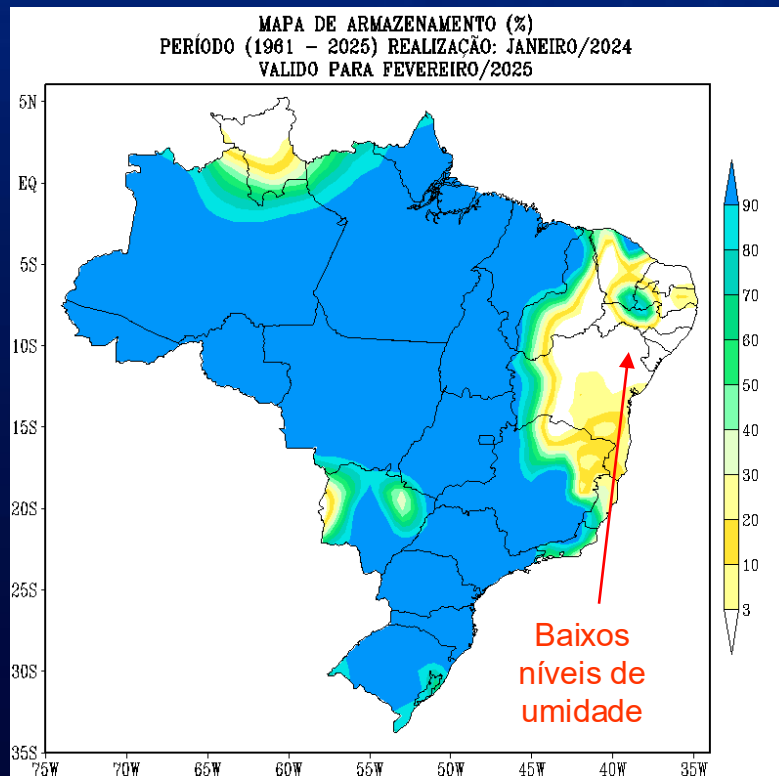 MAPA DE ARMAZENAMENTO (%)
PERÍODO (1961 – 2025) REALIZAÇÃO: JANEIRO/2024
VALIDO PARA FEVEREIRO/2025
5N
EQ
5S
10S
15S
20S
25S
30S
35S
75W
70W
65W
60W
55W
50W
45W
40W
35W
90
80
70
60
50
40
30
20
10
3
Baixos
níveis de
umidade